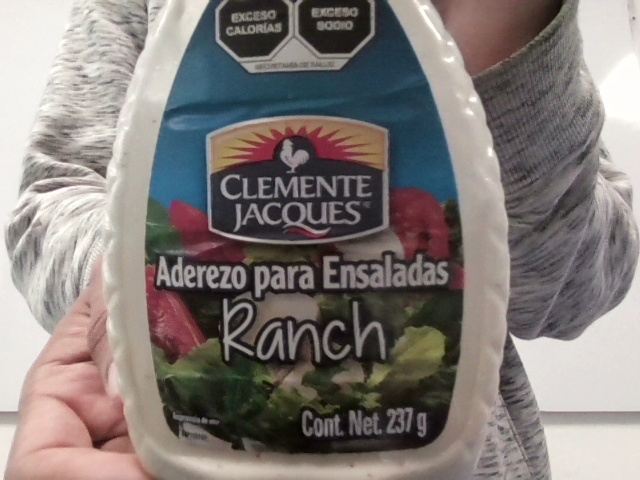 EXCESO
CALORÍAS
EXCESO
SODIO
SECRETARÍA DE SALUD
CLEMENTE
JACQUES
Aderezo para Ensaladas
Ranch
Cont. Net. 237 g